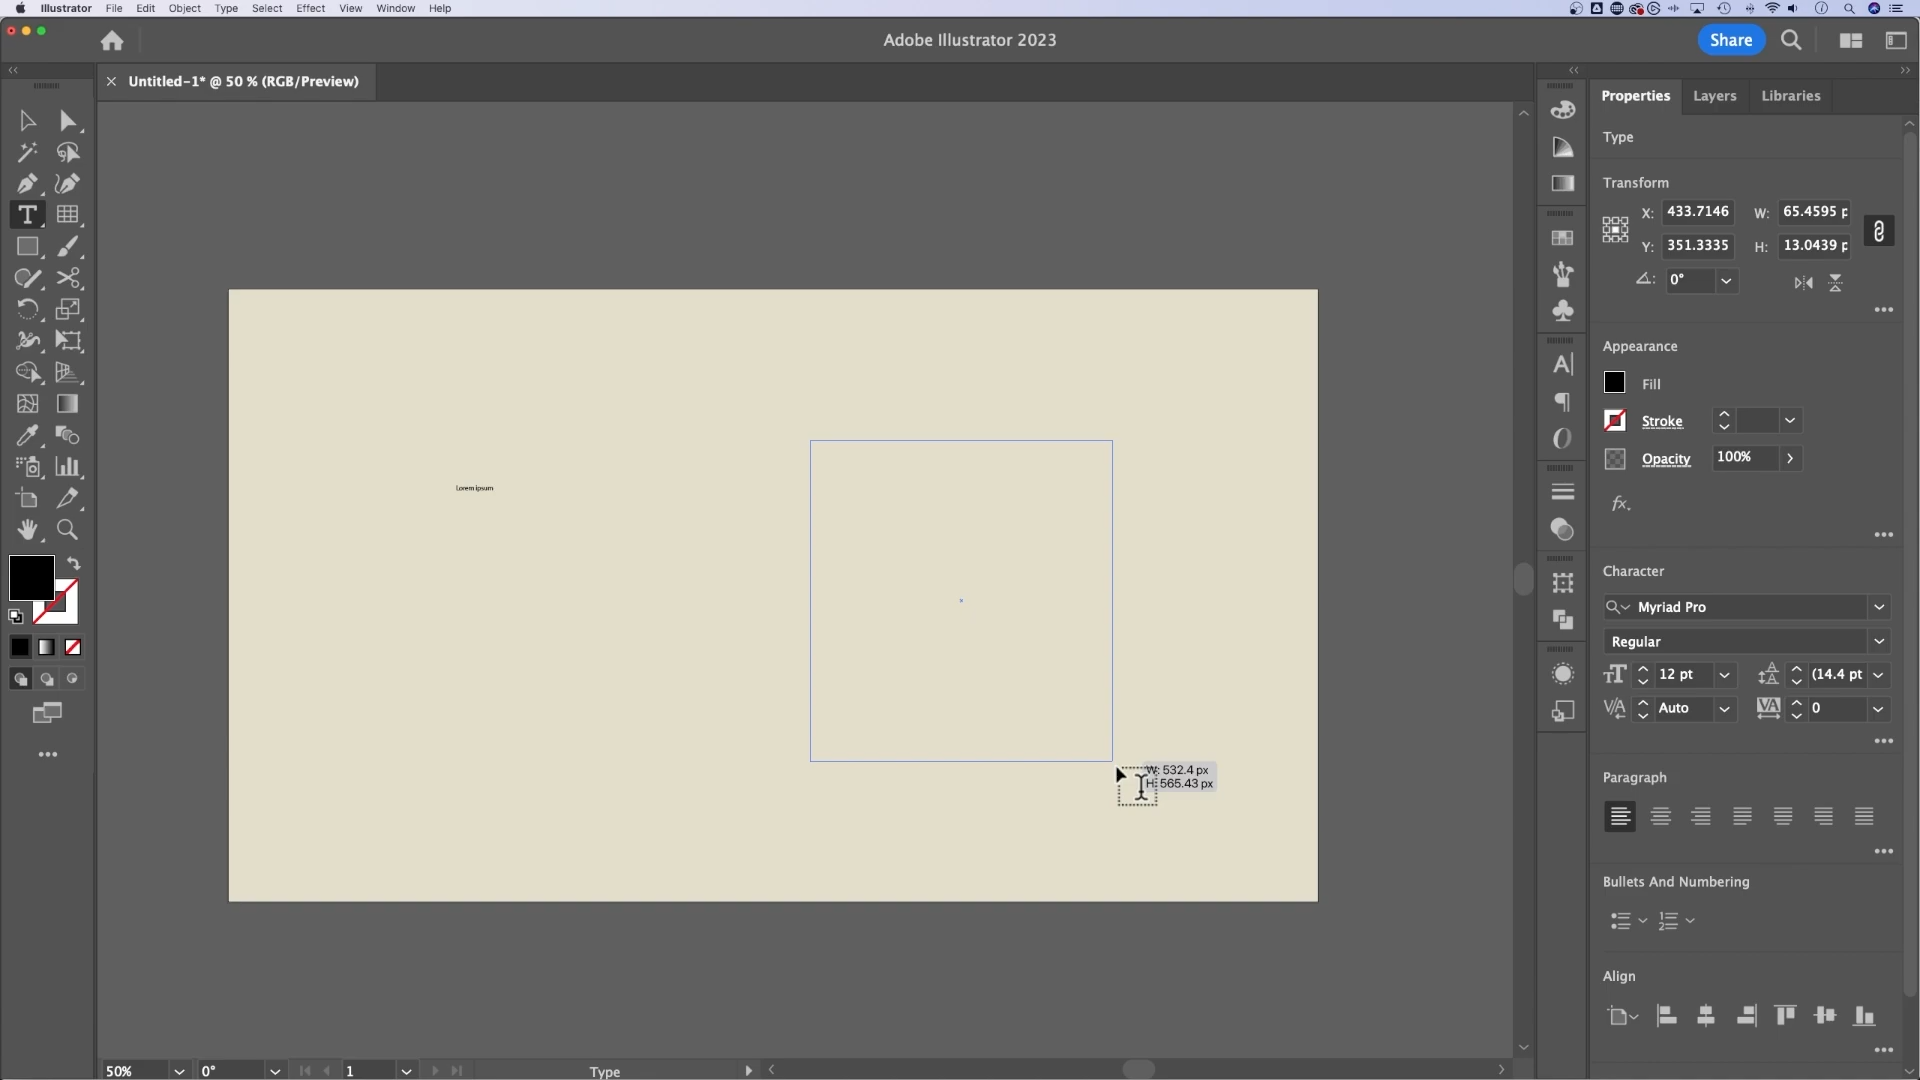 Illustrator File Edit Object Type Select Effect View Window Help
Adobe Illustrator 2023
Share
Untitled-1* @ 50 % (RGB/Preview)
Properties Layers Libraries
Type
Transform
X: 433.7146 W: 65.4595 p
Y: 351.3335 H: 13.0439 p
0°
Appearance
Fill
Stroke
Opacity 100%
fx.
Character
Myriad Pro
Regular
12 pt (14.4 pt
Auto 0
Paragraph
Bullets And Numbering
Align
Lorem ipsum
W: 532.4 px
H: 565.43 px
50% 0° 1 Type